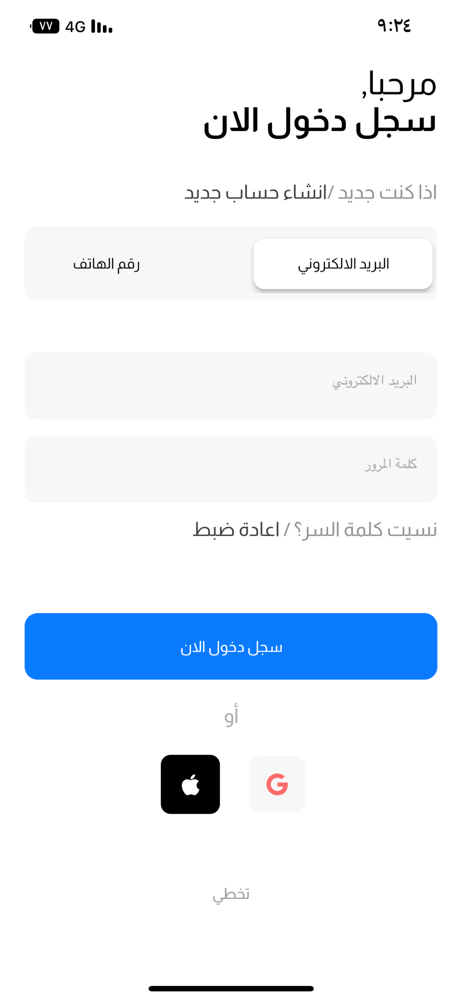 ٩:٢٤ 4G ٧٧
مرحبا,
سجل دخول الان
اذا كنت جديد /انشاء حساب جديد
البريد الالكتروني رقم الهاتف
البريد الالكتروني
كلمة المرور
نسيت كلمة السر؟ / اعادة ضبط
سجل دخول الان
أو
G
تخطي